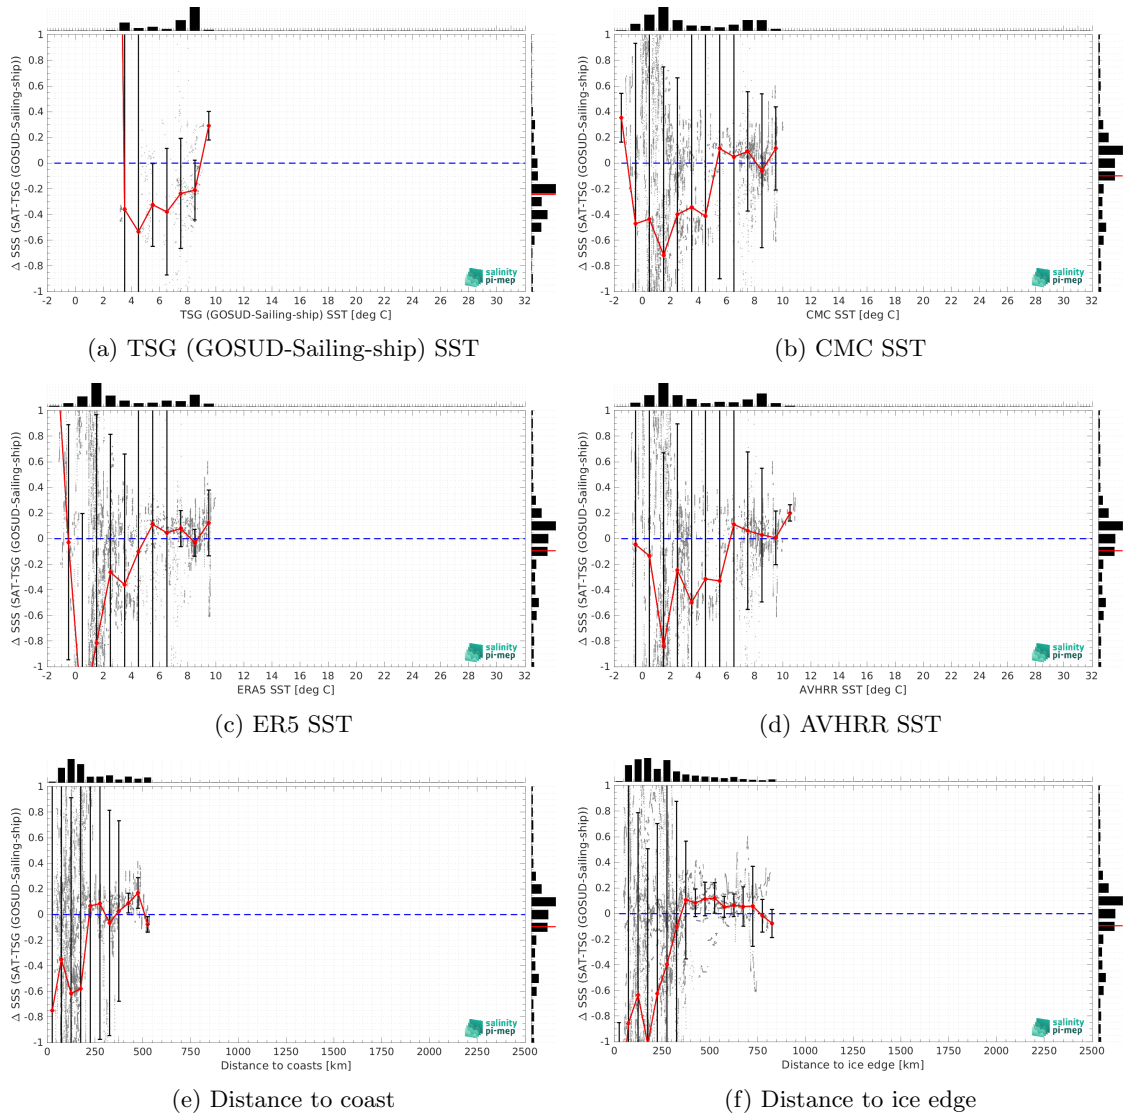 1
0.8
0.6
0.4
0.2
0
-0.2
-0.4
-0.6
-0.8
-1
Δ SSS (SAT-TSG (GOSUD-Sailing-ship))
-2 0 2 4 6 8 10 12 14 16 18 20 22 24 26 28 30 32
TSG (GOSUD-Sailing-ship) SST [deg C]
salinity
pi-mep
(a) TSG (GOSUD-Sailing-ship) SST
1
0.8
0.6
0.4
0.2
0
-0.2
-0.4
-0.6
-0.8
-1
Δ SSS (SAT-TSG (GOSUD-Sailing-ship))
-2 0 2 4 6 8 10 12 14 16 18 20 22 24 26 28 30 32
CMC SST [deg C]
salinity
pi-mep
(b) CMC SST
1
0.8
0.6
0.4
0.2
0
-0.2
-0.4
-0.6
-0.8
-1
Δ SSS (SAT-TSG (GOSUD-Sailing-ship))
-2 0 2 4 6 8 10 12 14 16 18 20 22 24 26 28 30 32
ERA5 SST [deg C]
salinity
pi-mep
(c) ER5 SST
1
0.8
0.6
0.4
0.2
0
-0.2
-0.4
-0.6
-0.8
-1
Δ SSS (SAT-TSG (GOSUD-Sailing-ship))
-2 0 2 4 6 8 10 12 14 16 18 20 22 24 26 28 30 32
AVHRR SST [deg C]
salinity
pi-mep
(d) AVHRR SST
1
0.8
0.6
0.4
0.2
0
-0.2
-0.4
-0.6
-0.8
-1
Δ SSS (SAT-TSG (GOSUD-Sailing-ship))
0 250 500 750 1000 1250 1500 1750 2000 2250 2500
Distance to coasts [km]
salinity
pi-mep
(e) Distance to coast
1
0.8
0.6
0.4
0.2
0
-0.2
-0.4
-0.6
-0.8
-1
Δ SSS (SAT-TSG (GOSUD-Sailing-ship))
0 250 500 750 1000 1250 1500 1750 2000 2250 2500
Distance to ice edge [km]
salinity
pi-mep
(f) Distance to ice edge